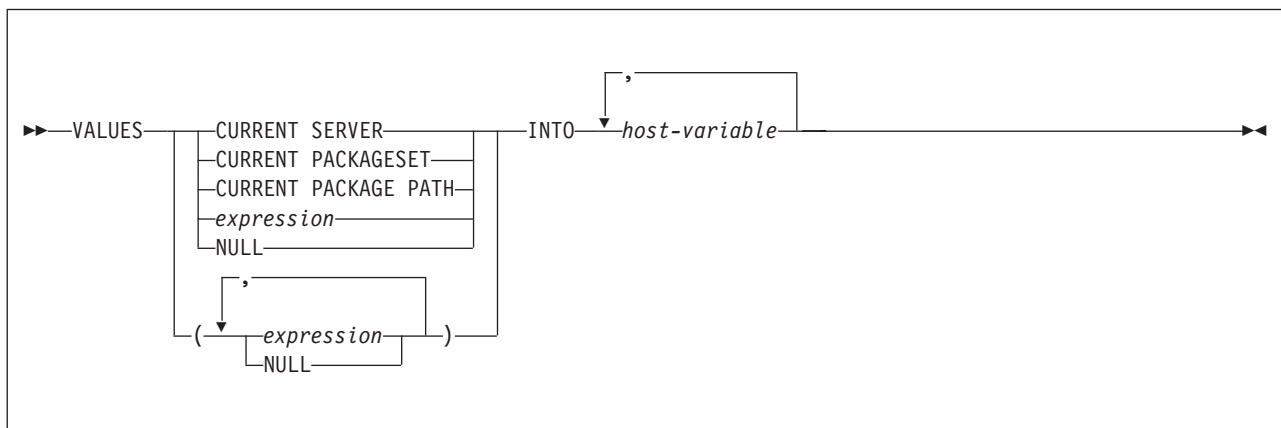 ,
VALUES CURRENT SERVER INTO host-variable
CURRENT PACKAGESET
CURRENT PACKAGE PATH
expression
NULL
,
( expression )
NULL